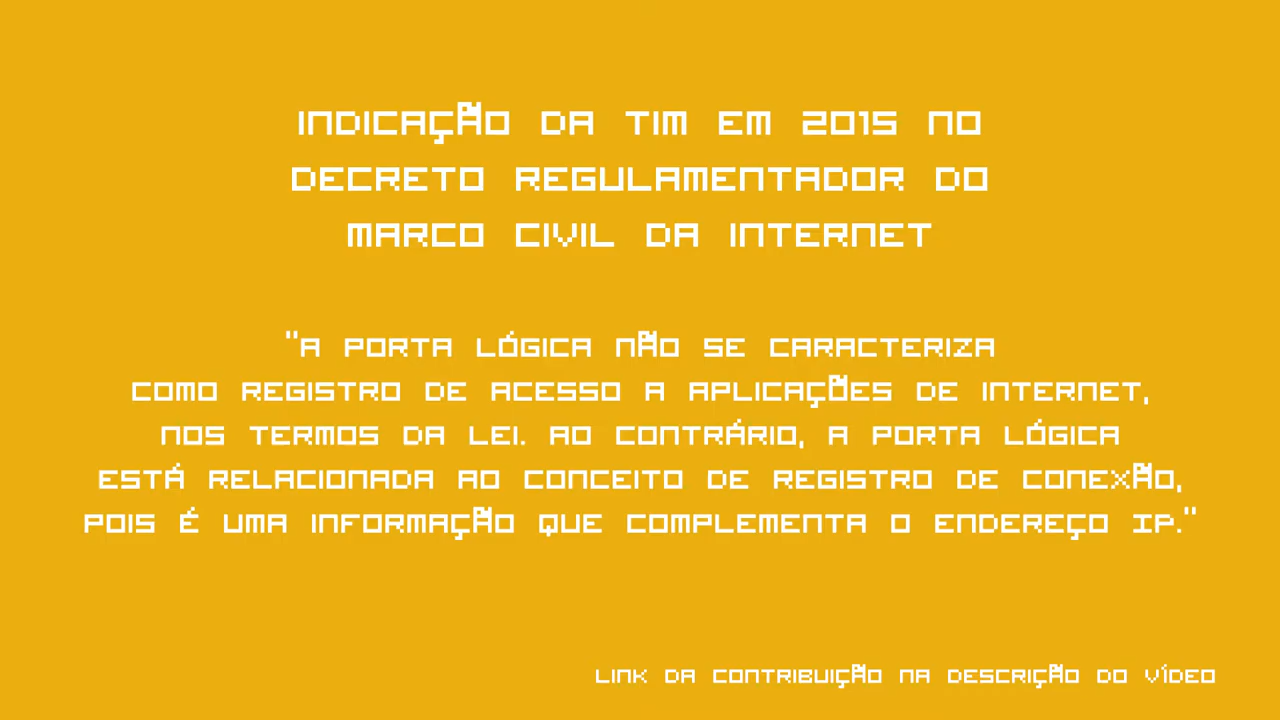 INDICAÇÃO DA TIM EM 2015 NO
DECRETO REGULAMENTADOR DO
MARCO CIVIL DA INTERNET
"A PORTA LÓGICA NÃO SE CARACTERIZA
COMO REGISTRO DE ACESSO A APLICAÇÕES DE INTERNET,
NOS TERMOS DA LEI. AO CONTRÁRIO, A PORTA LÓGICA
ESTÁ RELACIONADA AO CONCEITO DE REGISTRO DE CONEXÃO,
POIS É UMA INFORMAÇÃO QUE COMPLEMENTA O ENDEREÇO IP."
LINK DA CONTRIBUIÇÃO NA DESCRIÇÃO DO VÍDEO